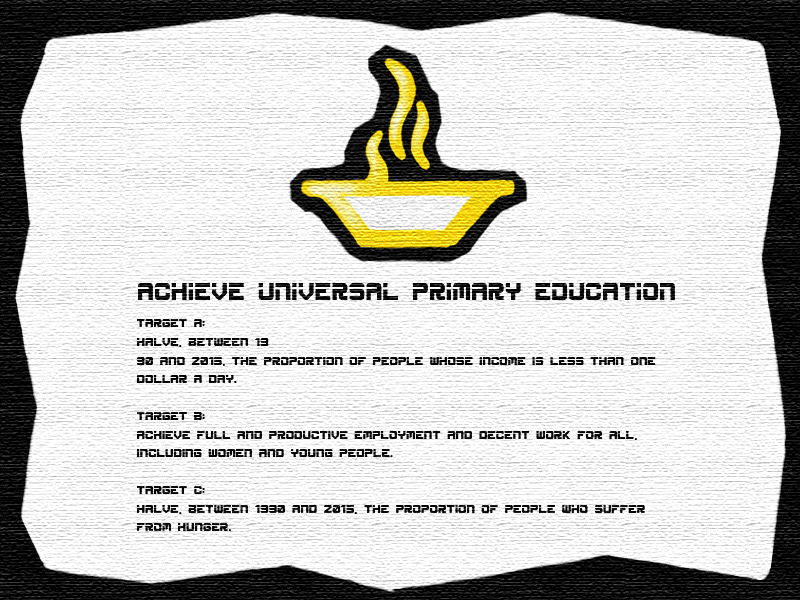 ACHIEVE UNIVERSAL PRIMARY EDUCATION
TARGET A:
HALVE, BETWEEN 19
90 AND 2015, THE PROPORTION OF PEOPLE WHOSE INCOME IS LESS THAN ONE
DOLLAR A DAY.
TARGET B:
ACHIEVE FULL AND PRODUCTIVE EMPLOYMENT AND DECENT WORK FOR ALL,
INCLUDING WOMEN AND YOUNG PEOPLE.
TARGET C:
HALVE, BETWEEN 1990 AND 2015, THE PROPORTION OF PEOPLE WHO SUFFER
FROM HUNGER.